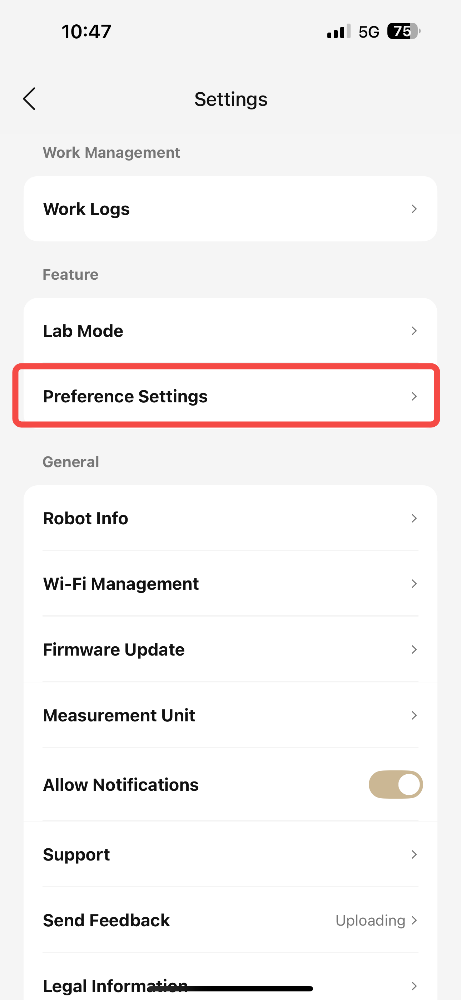 10:47
5G
75
Settings
Work Management
Work Logs
Feature
Lab Mode
Preference Settings
General
Robot Info
Wi-Fi Management
Firmware Update
Measurement Unit
Allow Notifications
Support
Send Feedback
Uploading
Legal Information